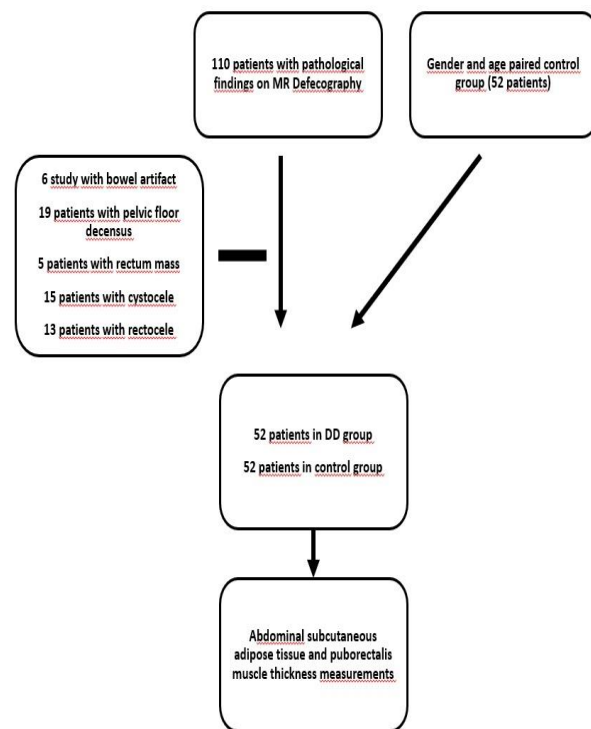 110 patients with pathological
findings on MR Defecography
Gender and age paired control
group (52 patients)
6 study with bowel artifact
19 patients with pelvic floor
decensus
5 patients with rectum mass
15 patients with cystocele
13 patients with rectocele
52 patients in DD group
52 patients in control group
Abdominal subcutaneous
adipose tissue and puborectalis
muscle thickness measurements